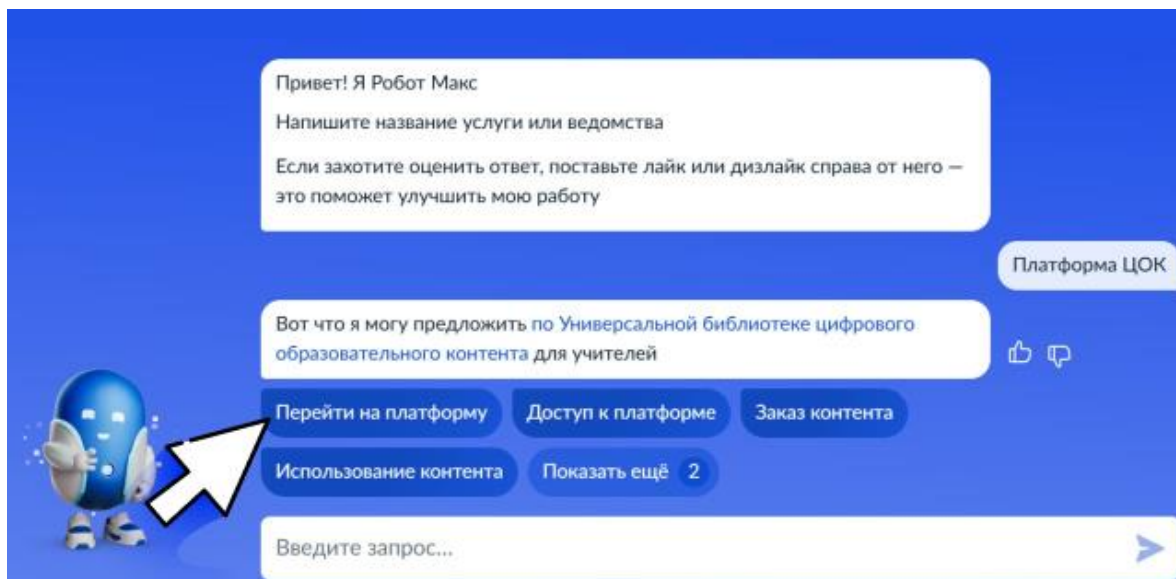 Привет! Я Робот Макс
Напишите название услуги или ведомства
Если захотите оценить ответ, поставьте лайк или дизлайк справа от него —
это поможет улучшить мою работу
Платформа ЦОК
Вот что я могу предложить по Универсальной библиотеке цифрового
образовательного контента для учителей
Перейти на платформу Доступ к платформе Заказ контента
Использование контента Показать ещё 2
Введите запрос...